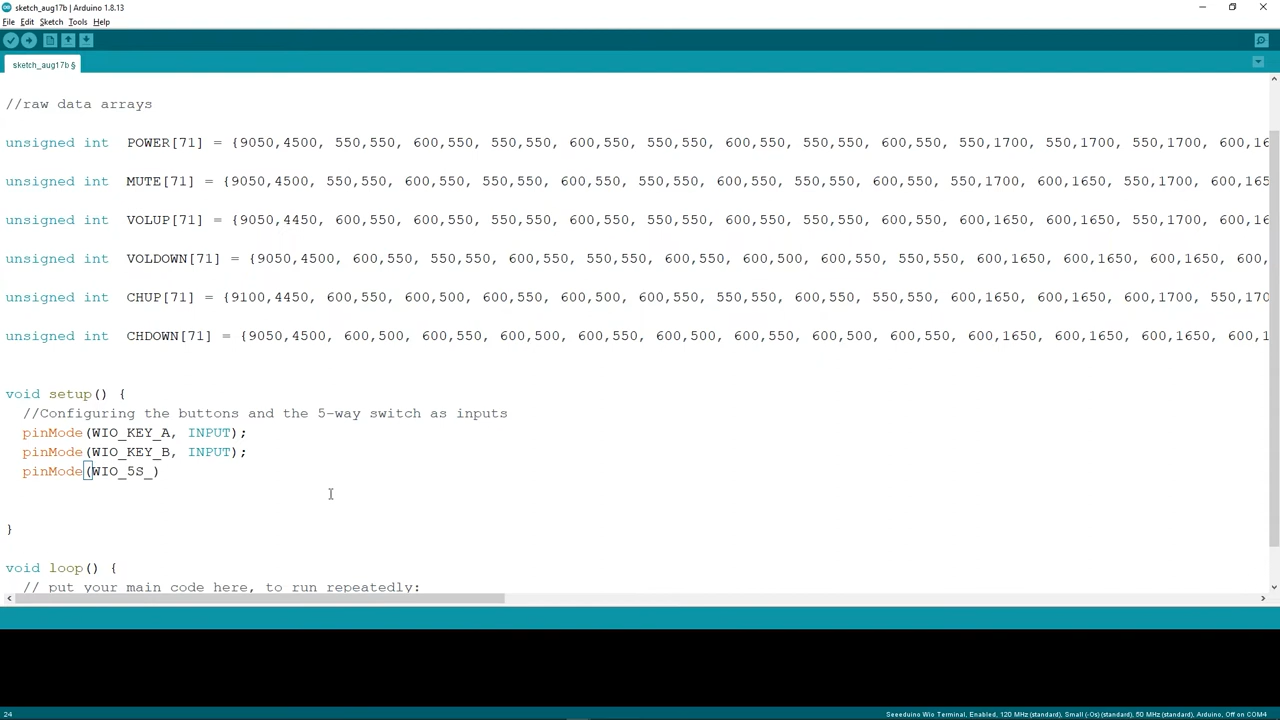 sketch_aug17b | Arduino 1.8.13
File Edit Sketch Tools Help
sketch_aug17b §
//raw data arrays
unsigned int  POWER[71] = {9050,4500, 550,550, 600,550, 550,550, 600,550, 550,550, 600,550, 550,550, 600,550, 550,1700, 550,1700, 550,1700, 600,16
unsigned int  MUTE[71] = {9050,4500, 550,550, 600,550, 550,550, 600,550, 550,550, 600,550, 550,550, 600,550, 550,1700, 600,1650, 550,1700, 600,165
unsigned int  VOLUP[71] = {9050,4450, 600,550, 600,550, 550,550, 600,550, 550,550, 600,550, 550,550, 600,550, 600,1650, 600,1650, 550,1700, 600,16
unsigned int  VOLDOWN[71] = {9050,4500, 600,550, 550,550, 600,550, 550,550, 600,550, 600,500, 600,550, 550,550, 600,1650, 600,1650, 600,1650, 600,
unsigned int  CHUP[71] = {9100,4450, 600,550, 600,500, 600,550, 600,500, 600,550, 550,550, 600,550, 550,550, 600,1650, 600,1650, 600,1700, 550,170
unsigned int  CHDOWN[71] = {9050,4500, 600,500, 600,550, 600,500, 600,550, 600,500, 600,550, 600,500, 600,550, 600,1650, 600,1650, 600,1650, 600,1
void setup() {
//Configuring the buttons and the 5-way switch as inputs
pinMode(WIO_KEY_A, INPUT);
pinMode(WIO_KEY_B, INPUT);
pinMode(WIO_5S_)
}
void loop() {
// put your main code here, to run repeatedly:
24
Seeeduino Wio Terminal, Enabled, 120 MHz (standard), Small (-Os) (standard), 50 MHz (standard), Arduino, Off on COM4